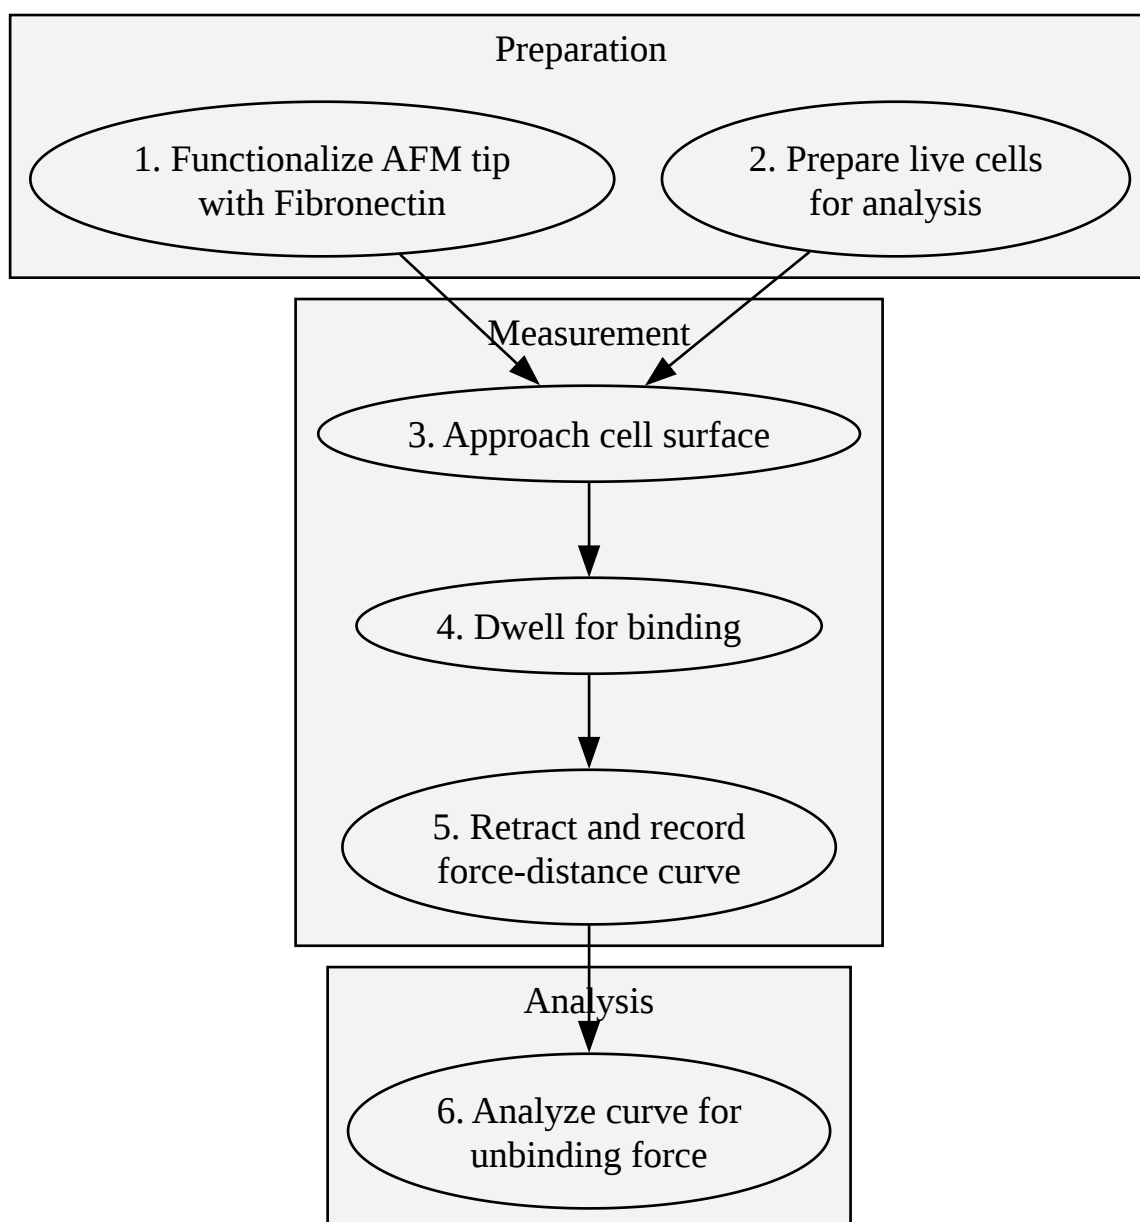 Preparation
1. Functionalize AFM tip
with Fibronectin
2. Prepare live cells
for analysis
Measurement
3. Approach cell surface
4. Dwell for binding
5. Retract and record
force-distance curve
Analysis
6. Analyze curve for
unbinding force